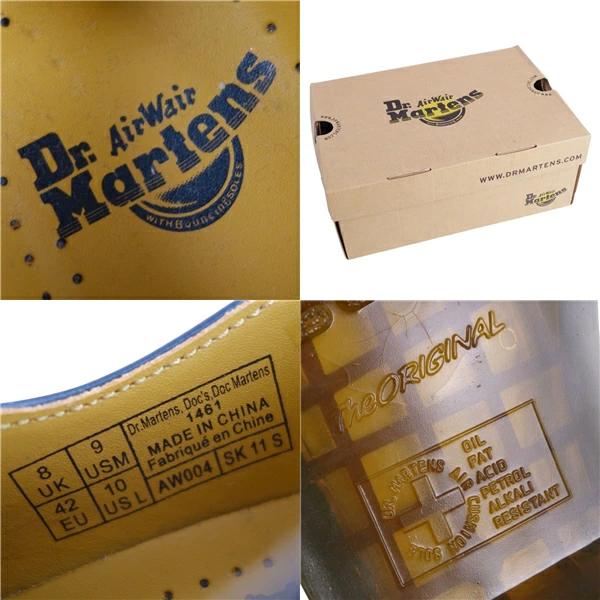 Dr. AirWair
Martens
WITH BOUNCING SOLES
Dr. AirWair
Martens
WWW.DRMARTENS.COM
Dr. Martens
8
UK
9
USM
42
EU
10
US L
Dr.Martens, Doc's, Doc Martens
1461
MADE IN CHINA
Fabriqué en Chine
AW004
SK 11 S
The ORIGINAL
DR. MARTENS
CUSHION SOLE
OIL
FAT
ACID
PETROL
ALKALI
RESISTANT